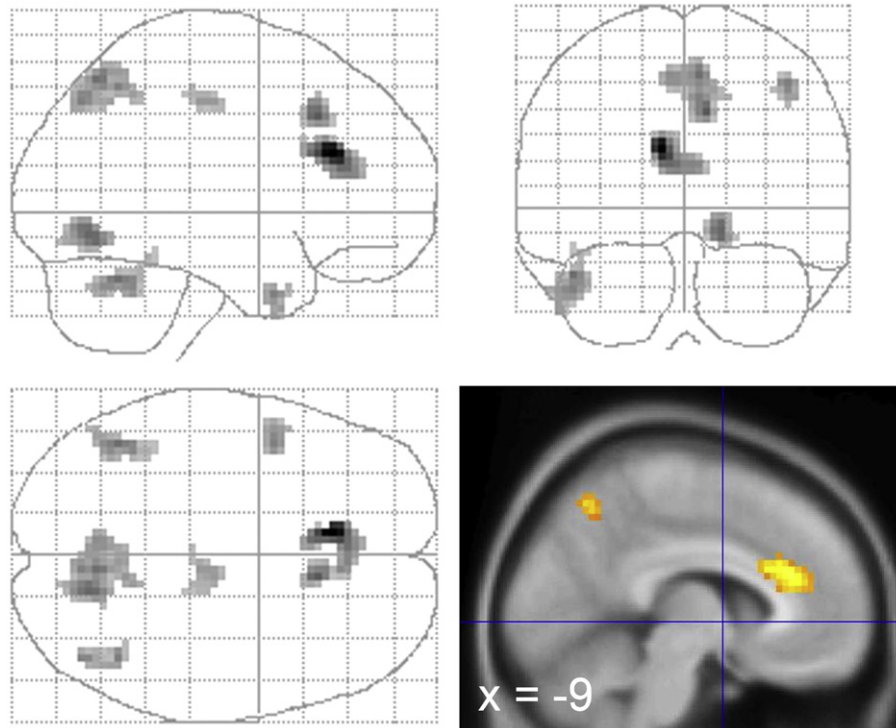 x = -9